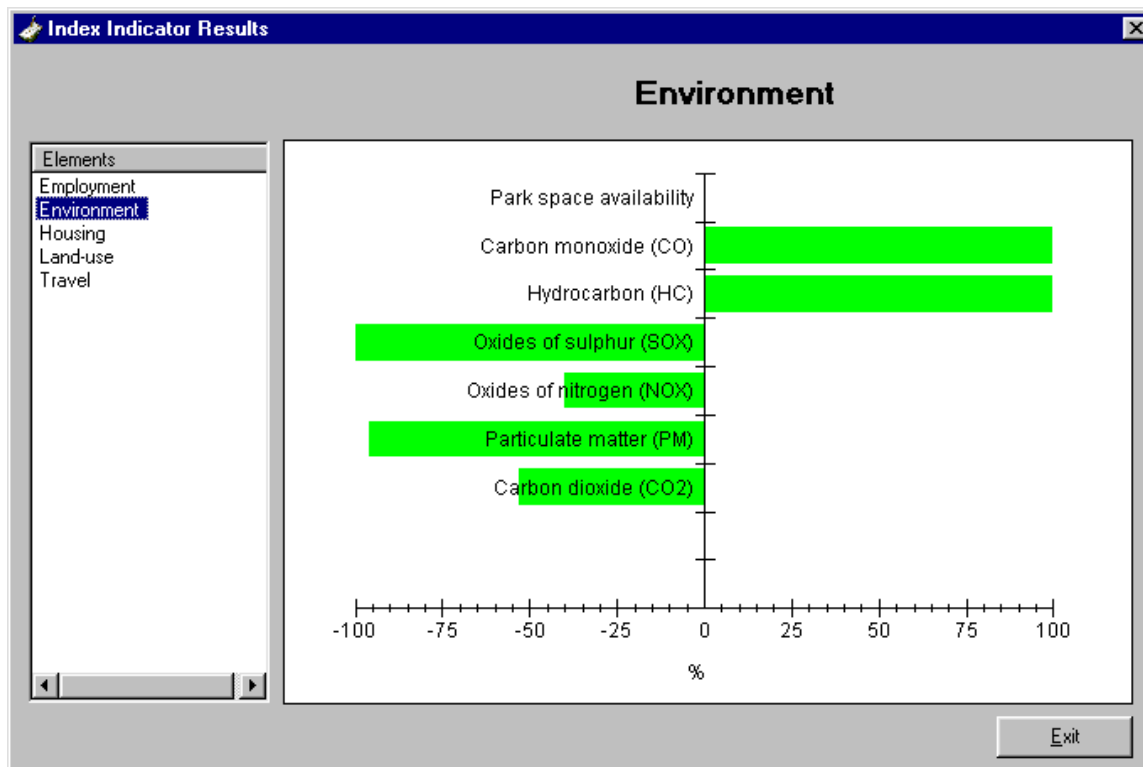 Index Indicator Results
Environment
Elements
Employment
Environment
Housing
Land-use
Travel
Park space availability
Carbon monoxide (CO)
Hydrocarbon (HC)
Oxides of sulphur (SOX)
Oxides of nitrogen (NOX)
Particulate matter (PM)
Carbon dioxide (CO2)
-100 -75 -50 -25 0 25 50 75 100
%
Exit